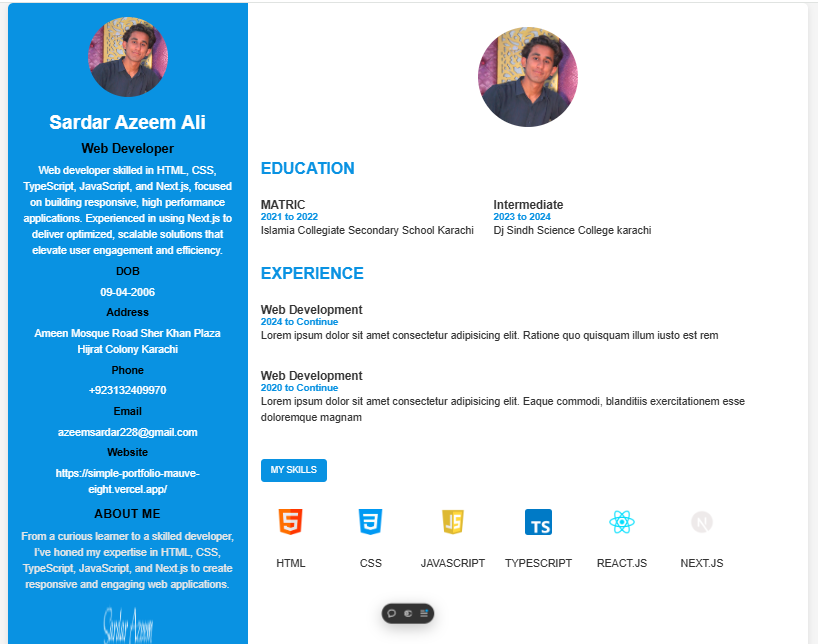 Sardar Azeem Ali
Web Developer
Web developer skilled in HTML, CSS,
TypeScript, JavaScript, and Next.js, focused
on building responsive, high performance
applications. Experienced in using Next.js to
deliver optimized, scalable solutions that
elevate user engagement and efficiency.
DOB
09-04-2006
Address
Ameen Mosque Road Sher Khan Plaza
Hijrat Colony Karachi
Phone
+923132409970
Email
azeemsardar228@gmail.com
Website
https://simple-portfolio-mauve-
eight.vercel.app/
ABOUT ME
From a curious learner to a skilled developer,
I've honed my expertise in HTML, CSS,
TypeScript, JavaScript, and Next.js to create
responsive and engaging web applications.
Sardar Azeem
EDUCATION
MATRIC
2021 to 2022
Islamia Collegiate Secondary School Karachi
Intermediate
2023 to 2024
Dj Sindh Science College karachi
EXPERIENCE
Web Development
2024 to Continue
Lorem ipsum dolor sit amet consectetur adipisicing elit. Ratione quo quisquam illum iusto est rem
Web Development
2020 to Continue
Lorem ipsum dolor sit amet consectetur adipisicing elit. Eaque commodi, blanditiis exercitationem esse
doloremque magnam
MY SKILLS
5 3 JS TS N
HTML CSS JAVASCRIPT TYPESCRIPT REACT.JS NEXT.JS